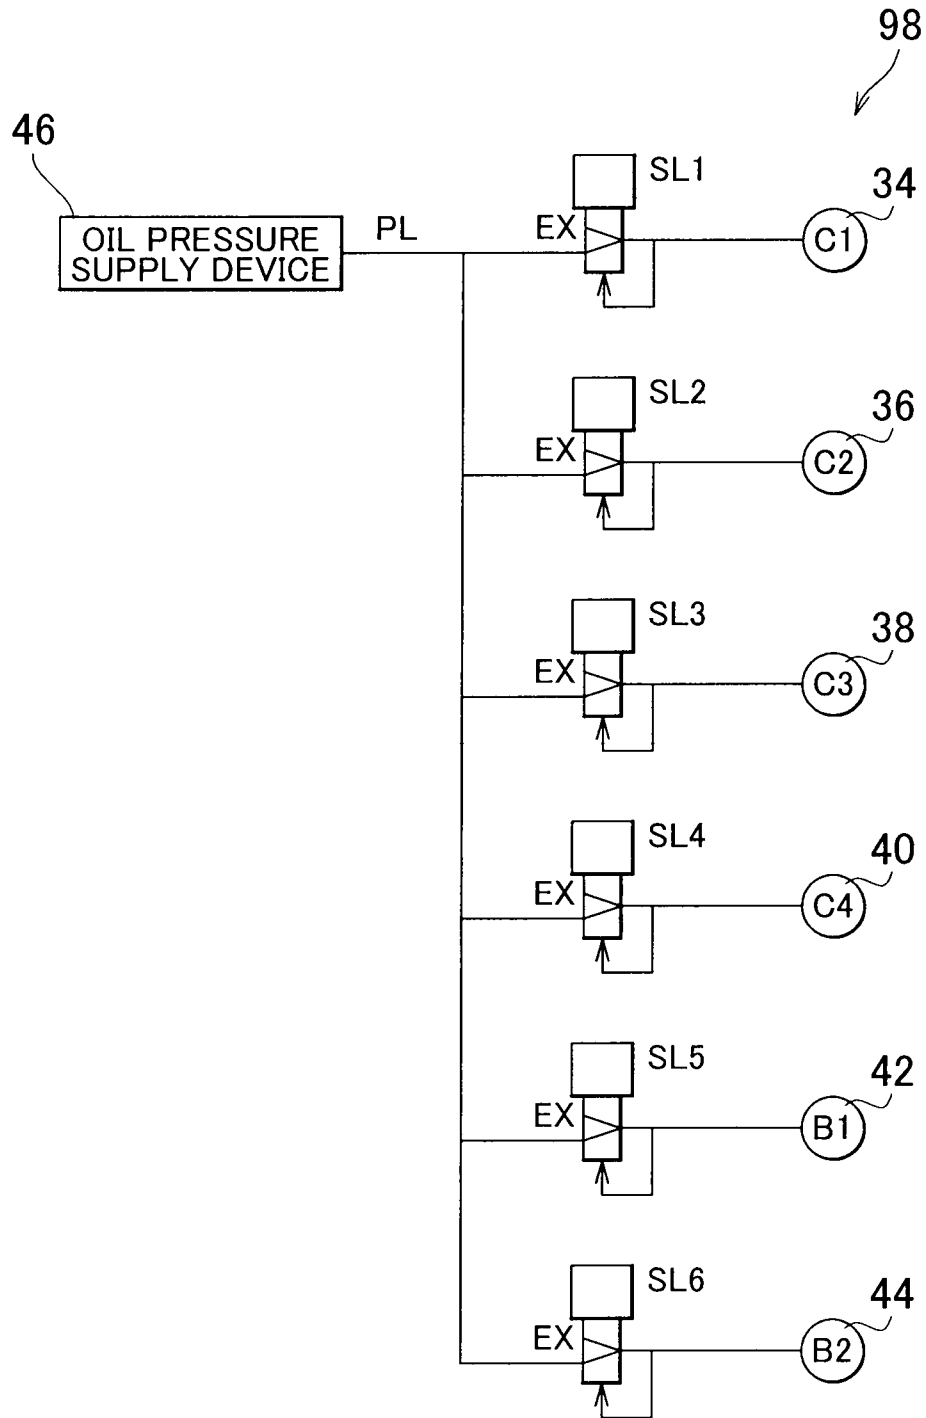 98
46
SL1
34
OIL PRESSURE
SUPPLY DEVICE
PL
EX
C1
SL2
36
EX
C2
SL3
38
EX
C3
SL4
40
EX
C4
SL5
42
EX
B1
SL6
44
EX
B2